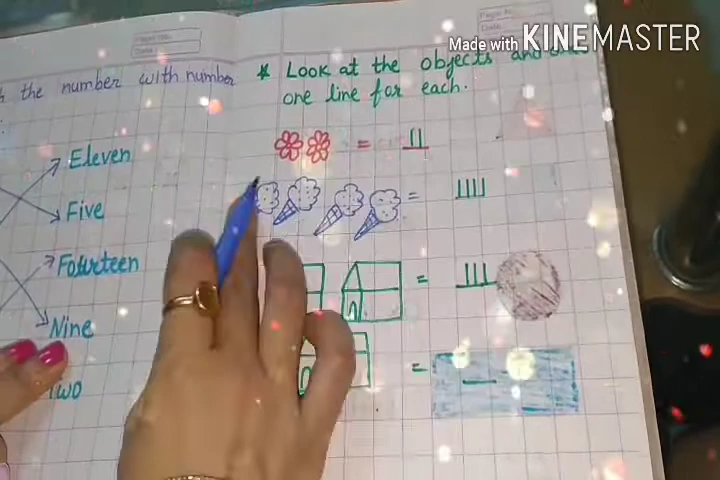 Made with KINEMASTER
the number with number
Eleven
Five
Fourteen
Nine
Two
* Look at the objects and
one line for each.
=
=
=
=